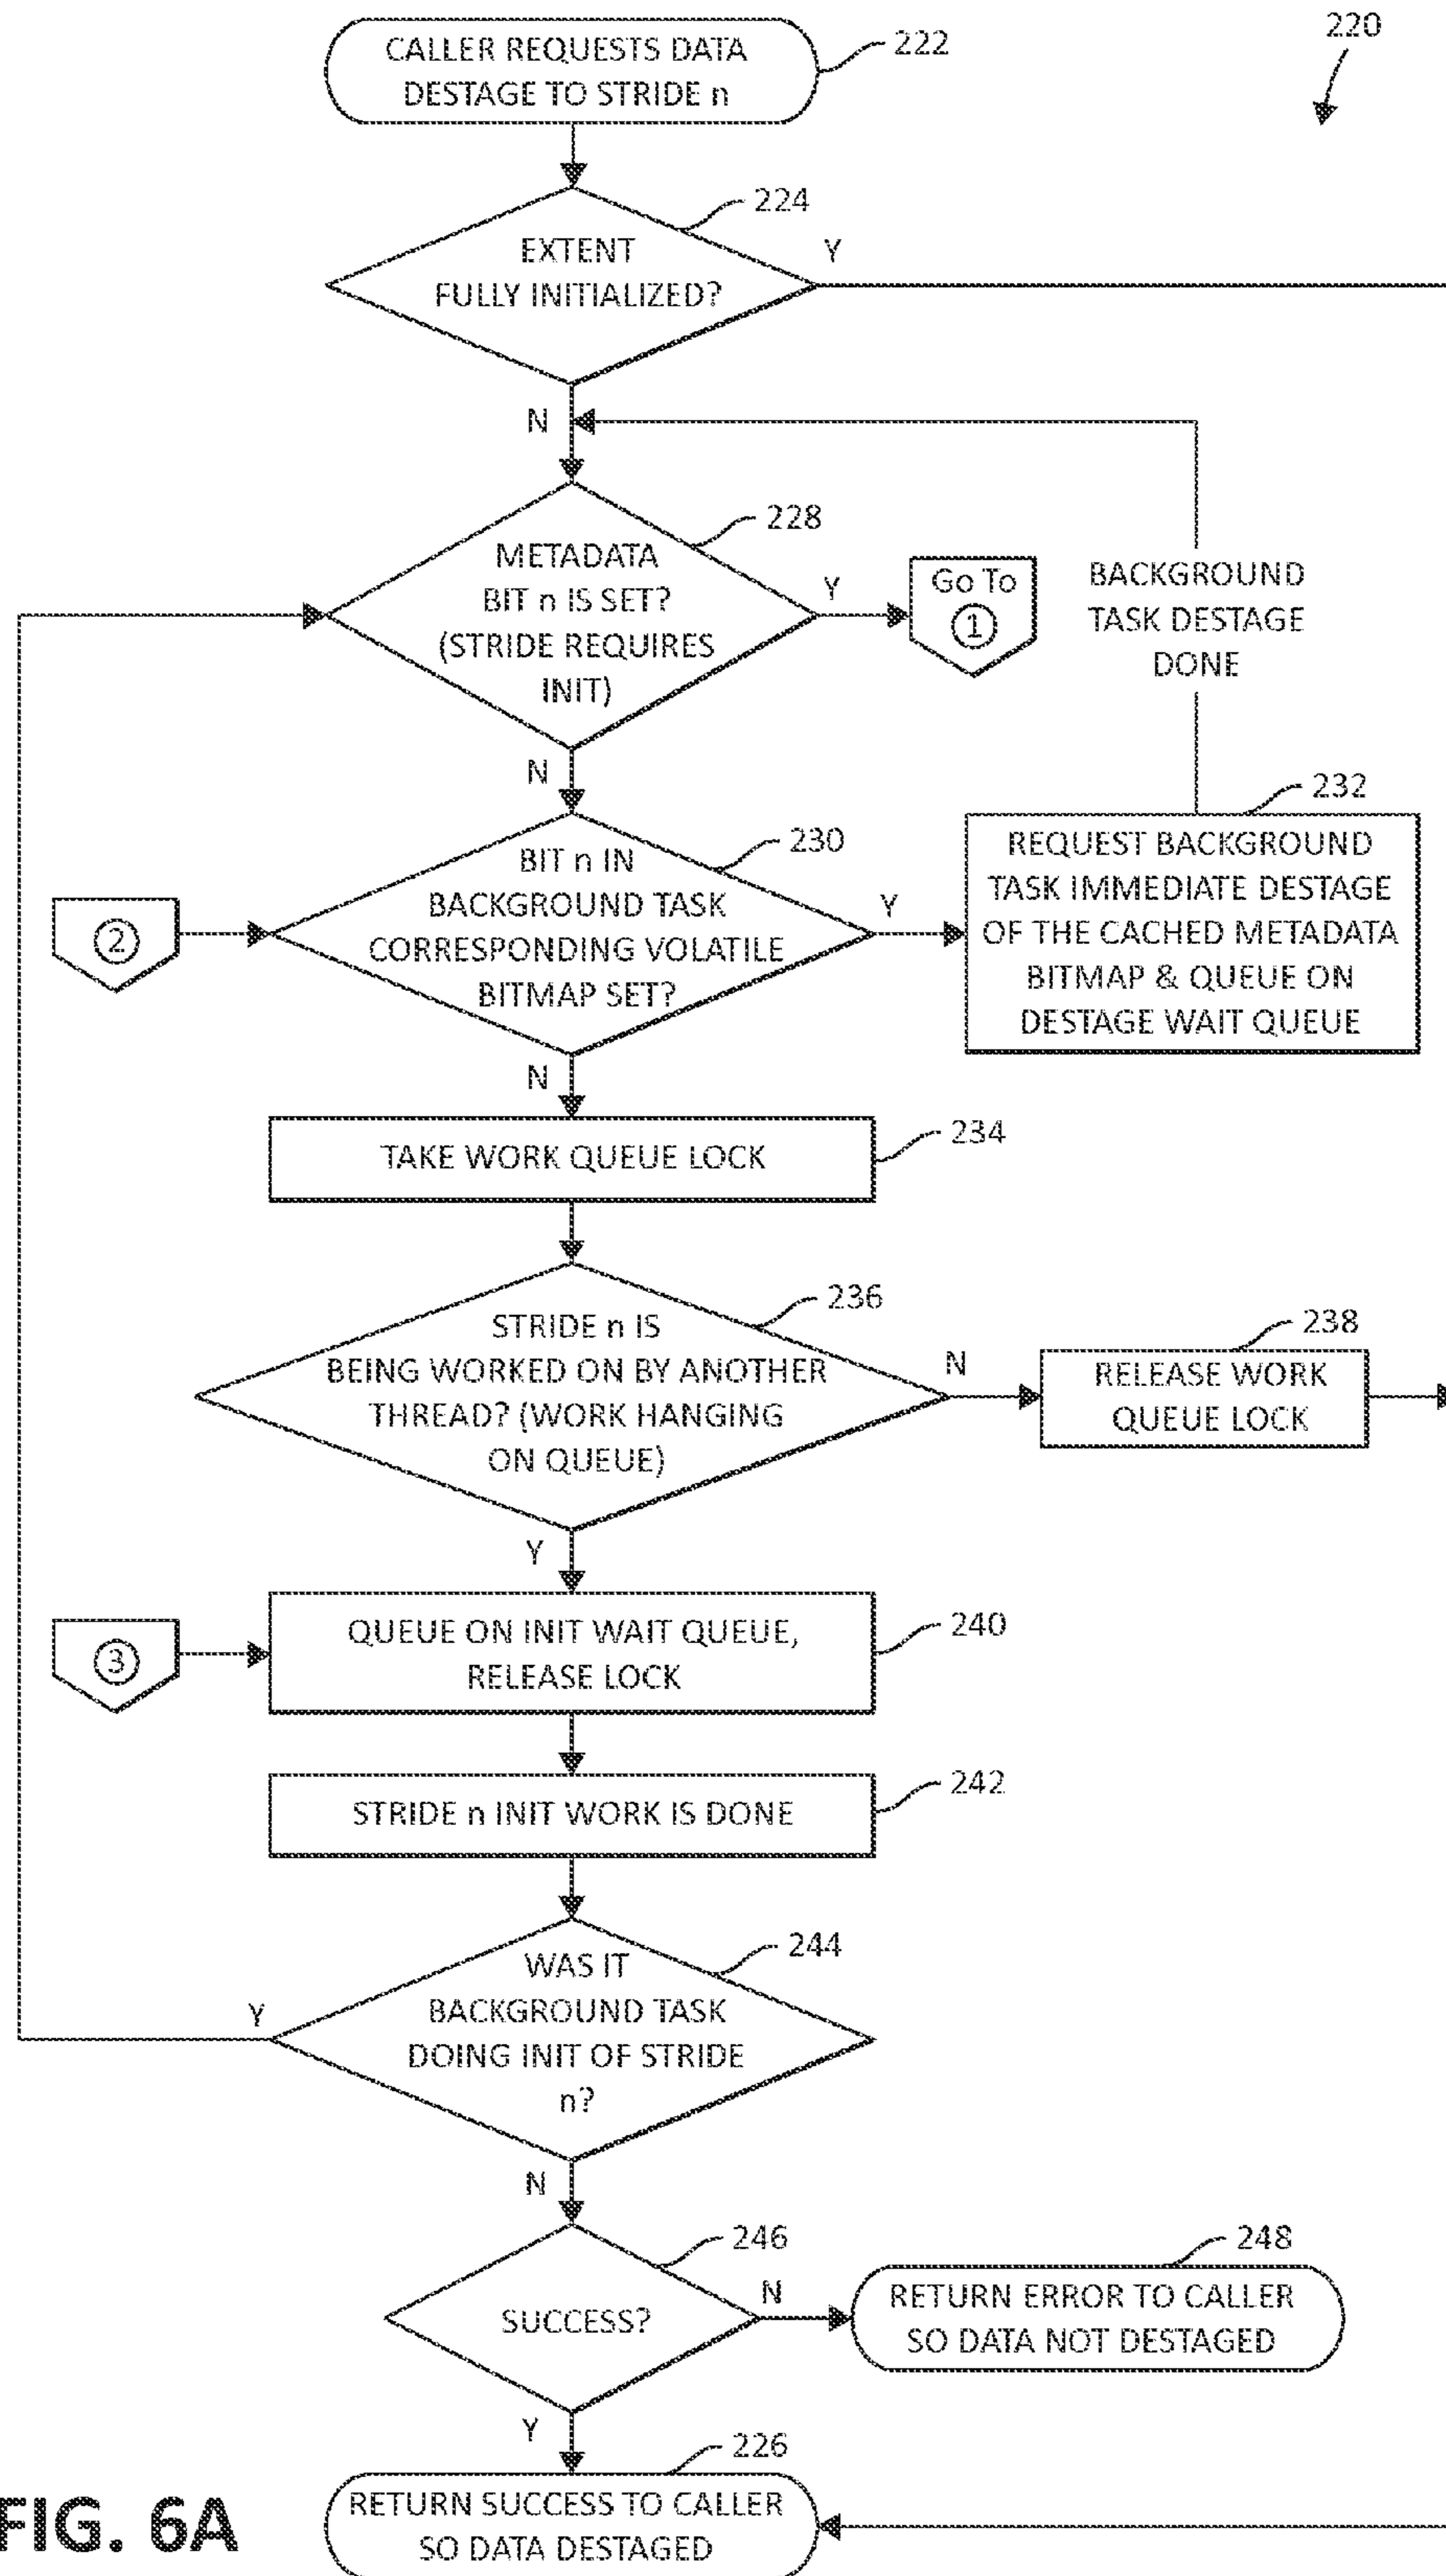 220
CALLER REQUESTS DATA
DESTAGE TO STRIDE n
222
224
EXTENT
FULLY INITIALIZED?
Y
N
228
METADATA
BIT n IS SET?
(STRIDE REQUIRES
INIT)
Y
Go To
1
BACKGROUND
TASK DESTAGE
DONE
N
230
BIT n IN
BACKGROUND TASK
CORRESPONDING VOLATILE
BITMAP SET?
Y
2
232
REQUEST BACKGROUND
TASK IMMEDIATE DESTAGE
OF THE CACHED METADATA
BITMAP & QUEUE ON
DESTAGE WAIT QUEUE
N
TAKE WORK QUEUE LOCK
234
236
STRIDE n IS
BEING WORKED ON BY ANOTHER
THREAD? (WORK HANGING
ON QUEUE)
N
238
RELEASE WORK
QUEUE LOCK
Y
3
QUEUE ON INIT WAIT QUEUE,
RELEASE LOCK
240
STRIDE n INIT WORK IS DONE
242
244
WAS IT
BACKGROUND TASK
DOING INIT OF STRIDE
n?
Y
N
246
SUCCESS?
N
248
RETURN ERROR TO CALLER
SO DATA NOT DESTAGED
Y
226
RETURN SUCCESS TO CALLER
SO DATA DESTAGED
FIG. 6A